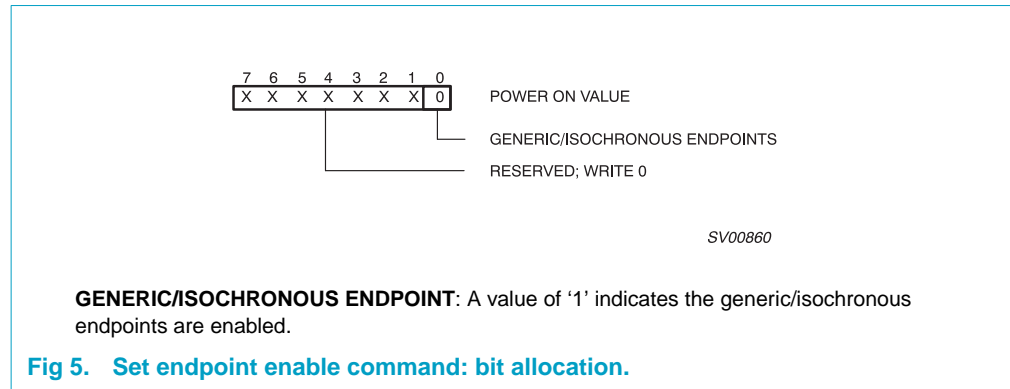 7 6 5 4 3 2 1 0
X X X X X X X 0 POWER ON VALUE
GENERIC/ISOCHRONOUS ENDPOINTS
RESERVED; WRITE 0
SV00860
GENERIC/ISOCHRONOUS ENDPOINT: A value of ‘1’ indicates the generic/isochronous
endpoints are enabled.
Fig 5. Set endpoint enable command: bit allocation.